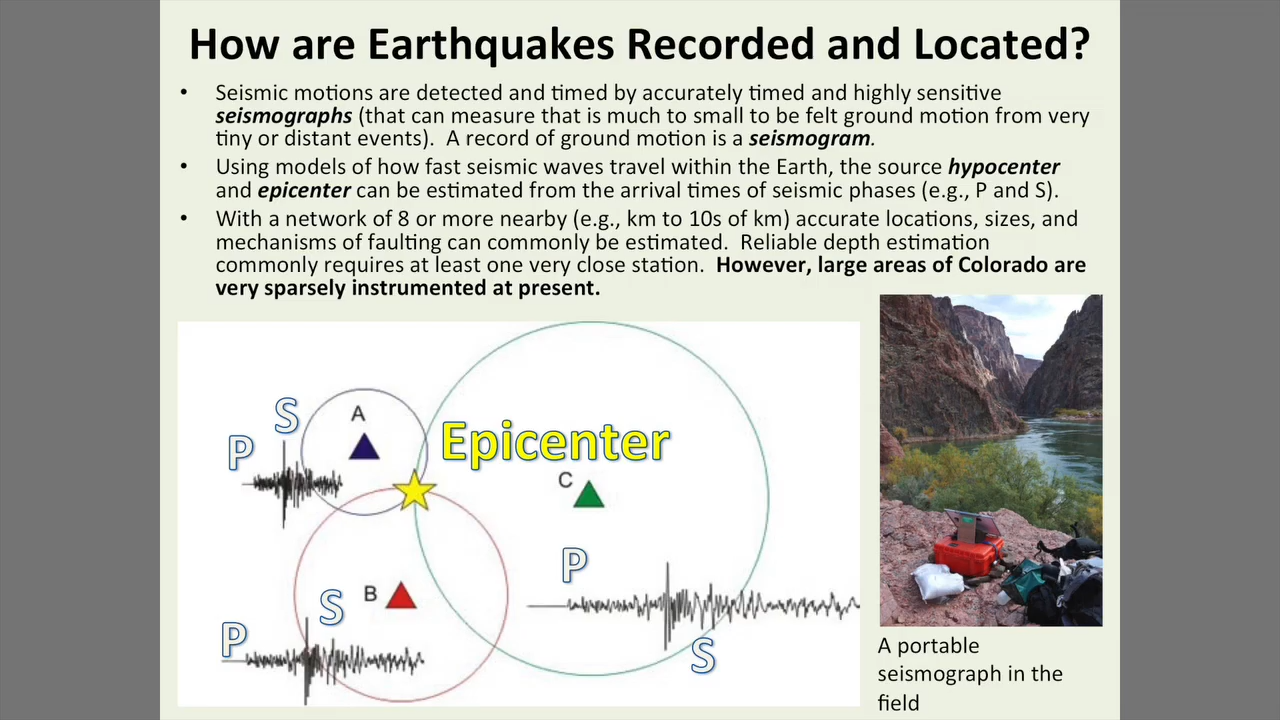 How are Earthquakes Recorded and Located?
• Seismic motions are detected and timed by accurately timed and highly sensitive
seismographs (that can measure that is much to small to be felt ground motion from very
tiny or distant events). A record of ground motion is a seismogram.
• Using models of how fast seismic waves travel within the Earth, the source hypocenter
and epicenter can be estimated from the arrival times of seismic phases (e.g., P and S).
• With a network of 8 or more nearby (e.g., km to 10s of km) accurate locations, sizes, and
mechanisms of faulting can commonly be estimated. Reliable depth estimation
commonly requires at least one very close station. However, large areas of Colorado are
very sparsely instrumented at present.
S
A
P
Epicenter
C
P
S
B
P
S
A portable
seismograph in the
field